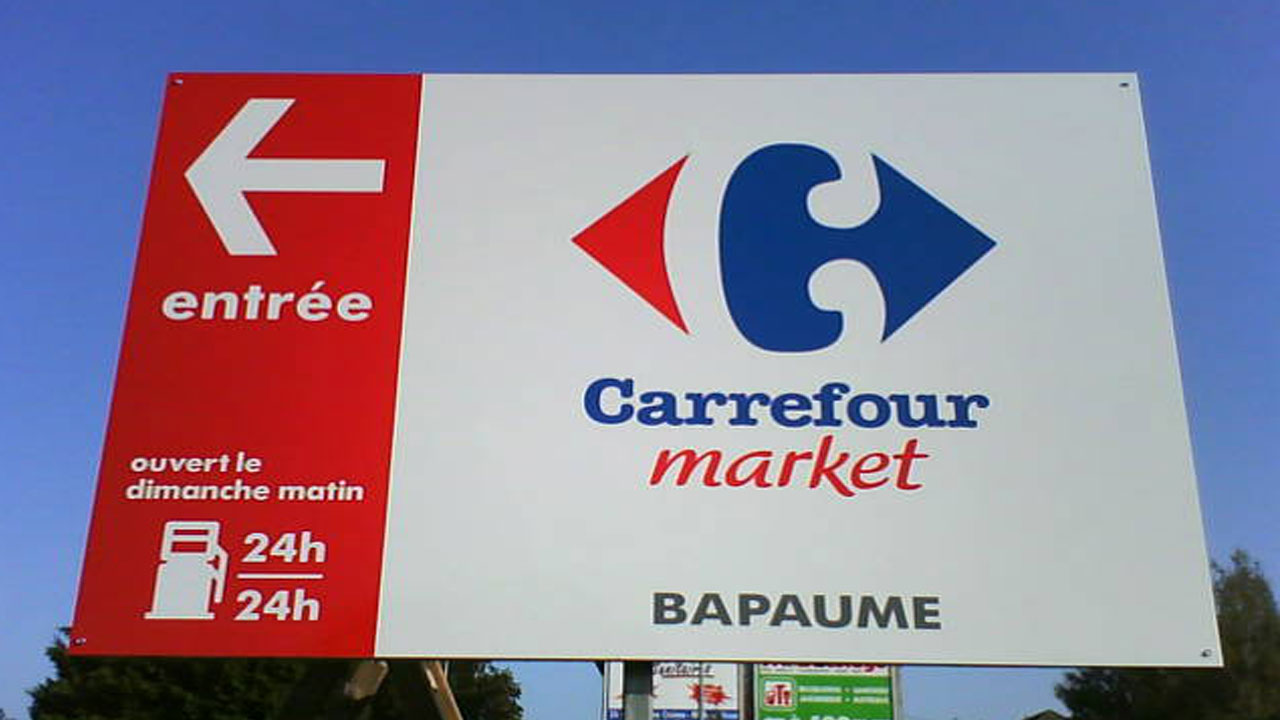 entrée
ouvert le
dimanche matin
24h
24h
Carrefour
market
BAPAUME